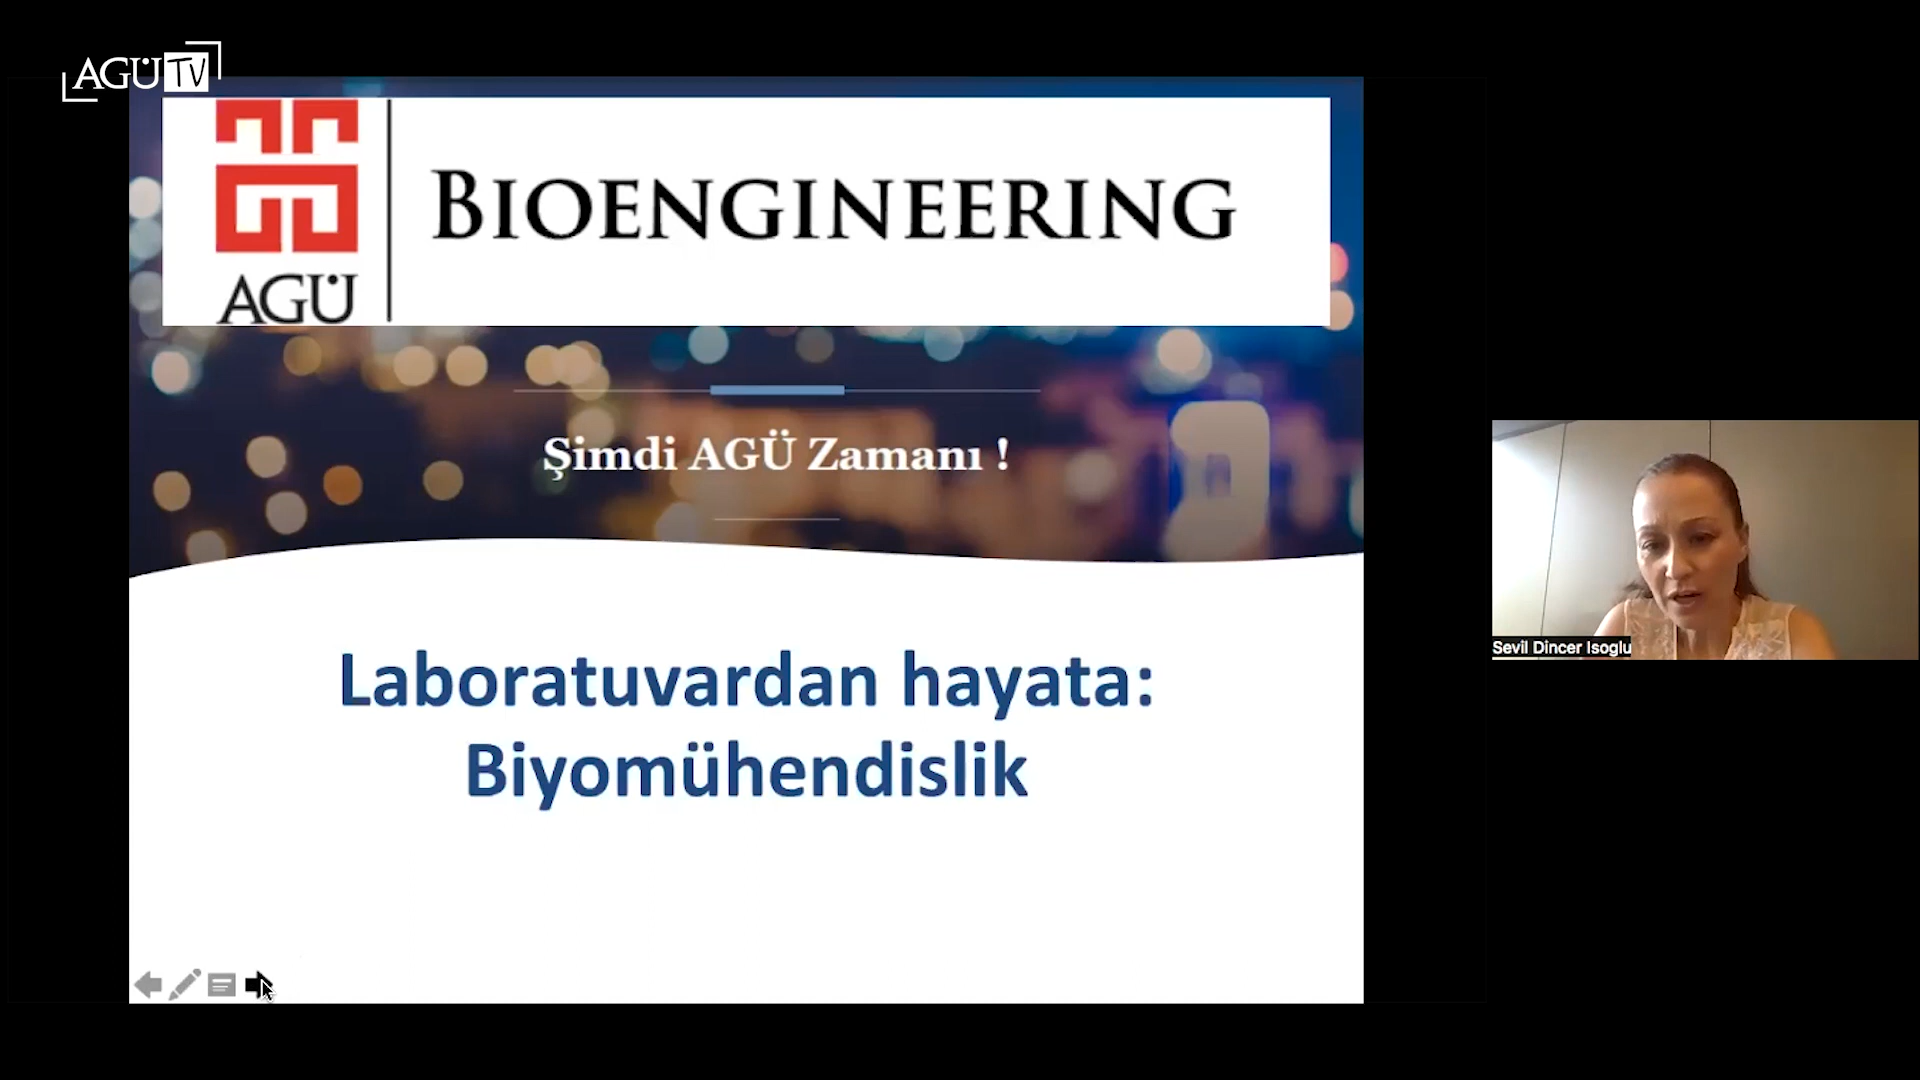 AGÜ TV
BIOENGINEERING
AGÜ
Şimdi AGÜ Zamanı !
Laboratuvardan hayata:
Biyomühendislik
Sevil Dincer Isoglu